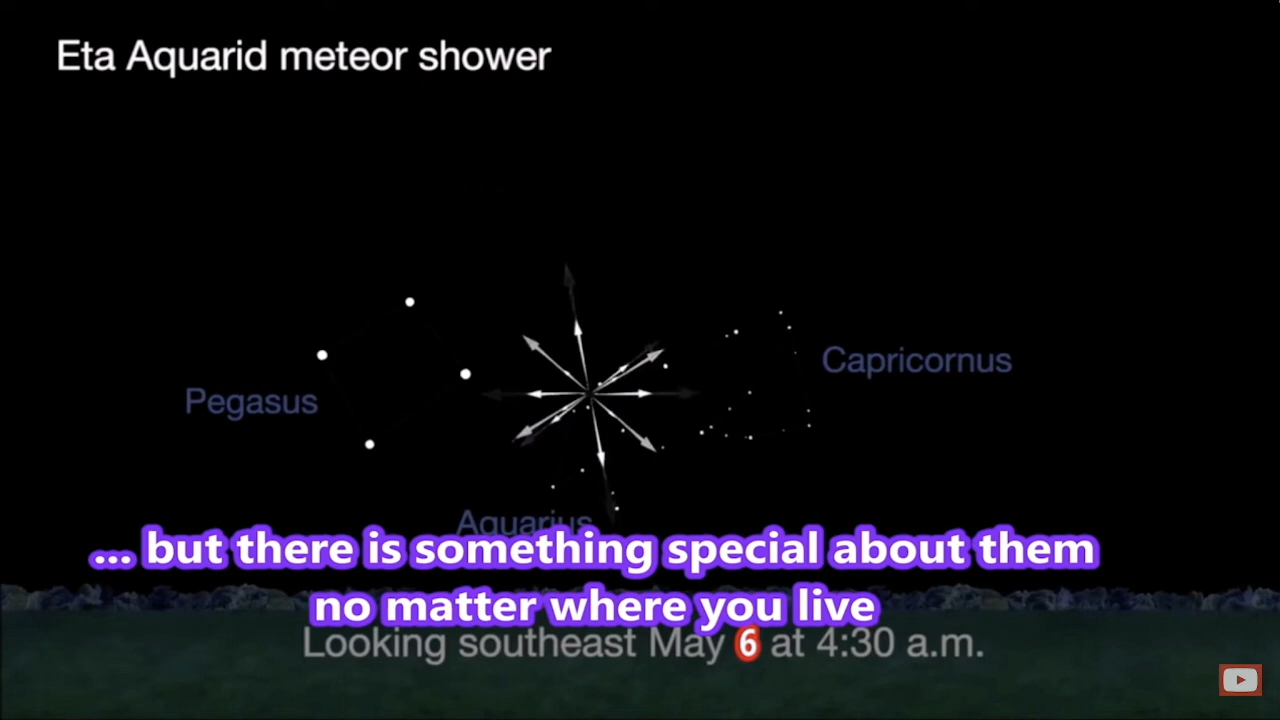 Eta Aquarid meteor shower
Capricornus
Pegasus
Aquarius
... but there is something special about them
no matter where you live
Looking southeast May 6 at 4:30 a.m.